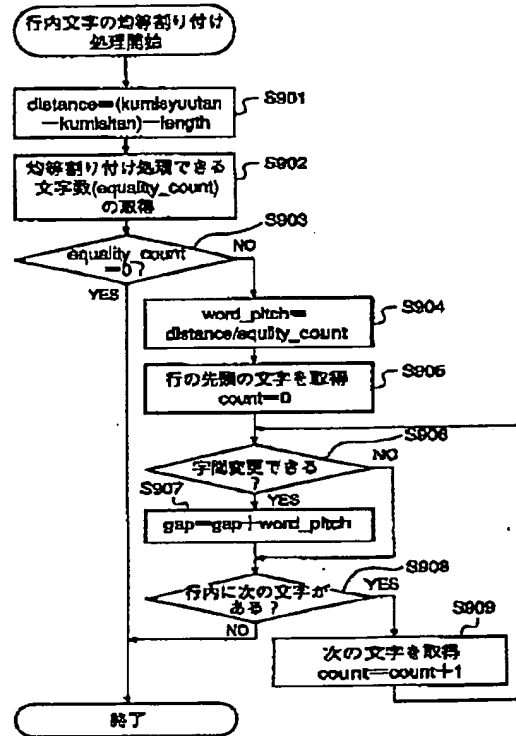 行内文字の均等割り付け
処理開始
S901
distance=(kumisyuutan
−kumisitan)−length
S902
均等割り付け処理できる
文字数(equality_count)
の取得
S903
equality_count
=0?
NO
YES
S904
word_pitch=
distance/equlity_count
S905
行の先頭の文字を取得
count=0
S906
字間変更できる
?
NO
S907
YES
gap=gap+word_pitch
S908
行内に次の文字が
ある?
YES
NO
S909
次の文字を取得
count=count+1
終了